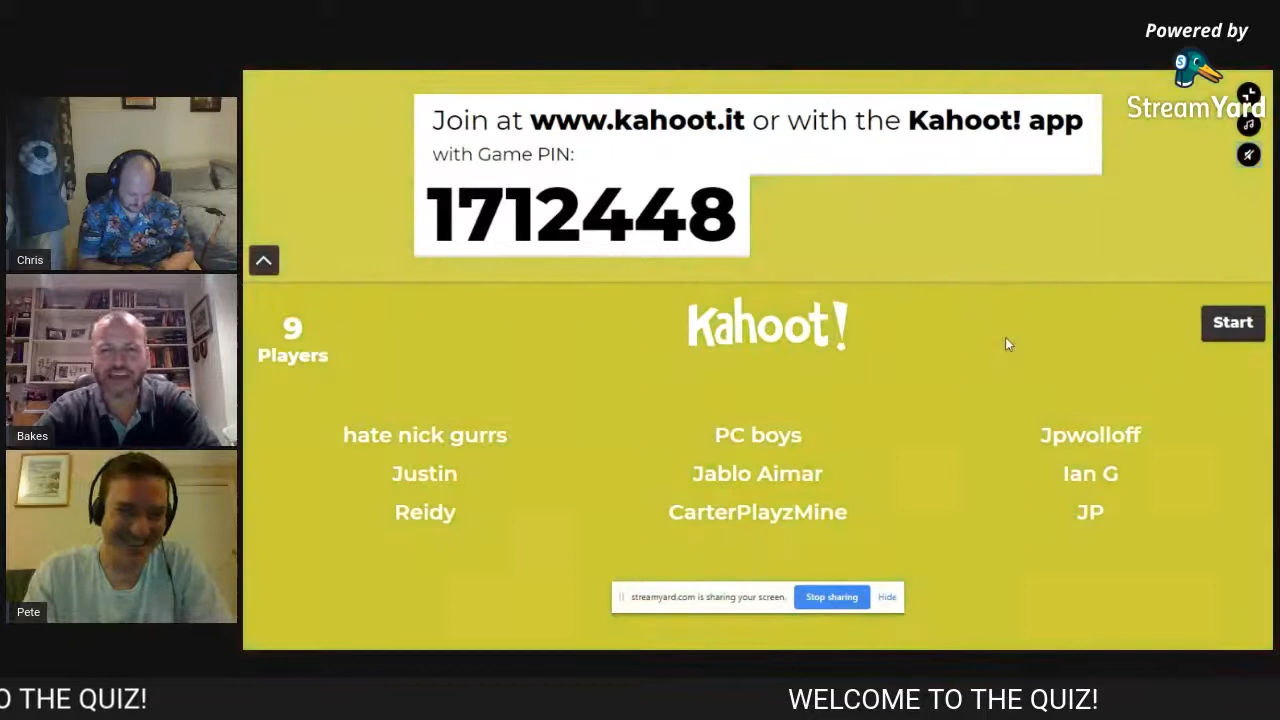 Powered by
StreamYard
Join at www.kahoot.it or with the Kahoot! app
with Game PIN:
1712448
Chris
9
Players
Kahoot!
Start
Bakes
hate nick gurrs
PC boys
Jpwolloff
Justin
Jablo Aimar
Ian G
Reidy
CarterPlayzMine
JP
streamyard.com is sharing your screen.
Stop sharing
Hide
Pete
O THE QUIZ!
WELCOME TO THE QUIZ!